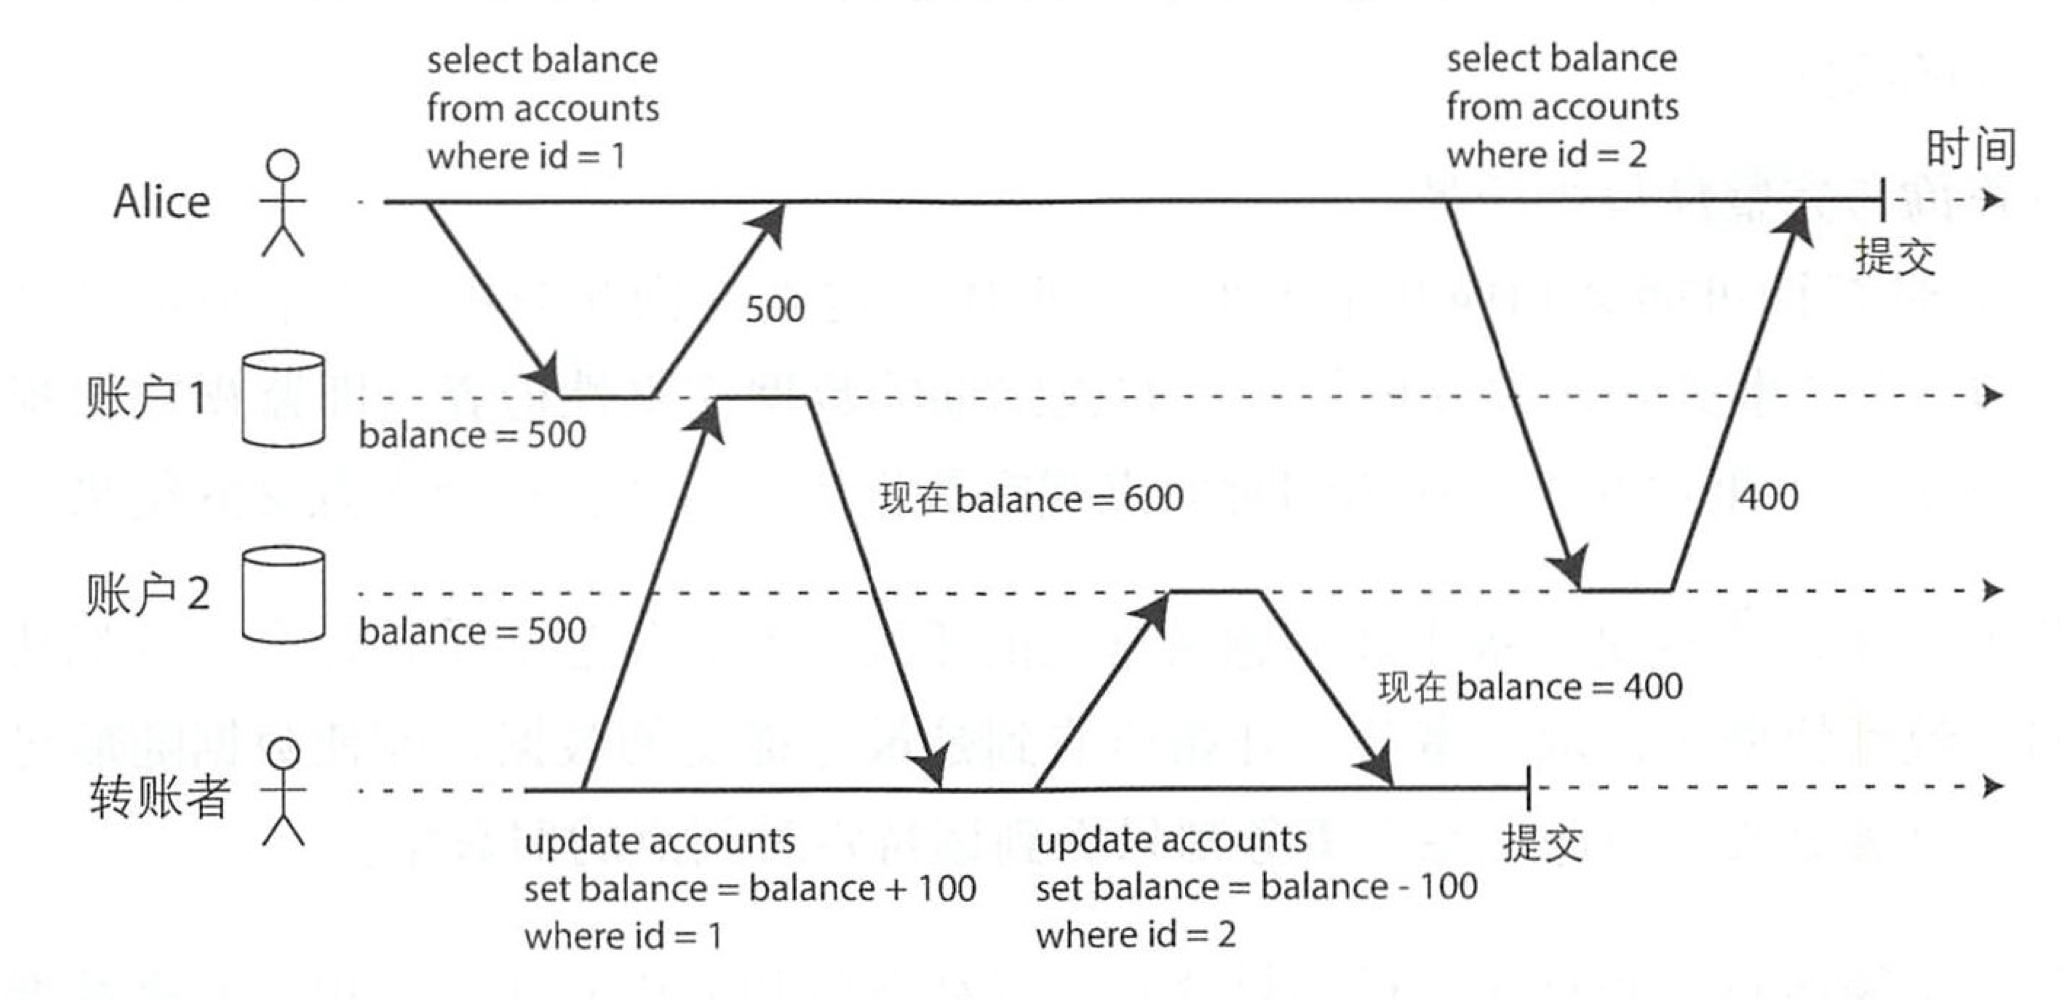 select balance
from accounts
where id = 1
select balance
from accounts
where id = 2
时间
Alice
提交
500
账户1
balance = 500
现在 balance = 600
400
账户2
balance = 500
现在 balance = 400
转账者
提交
update accounts
set balance = balance + 100
where id = 1
update accounts
set balance = balance - 100
where id = 2